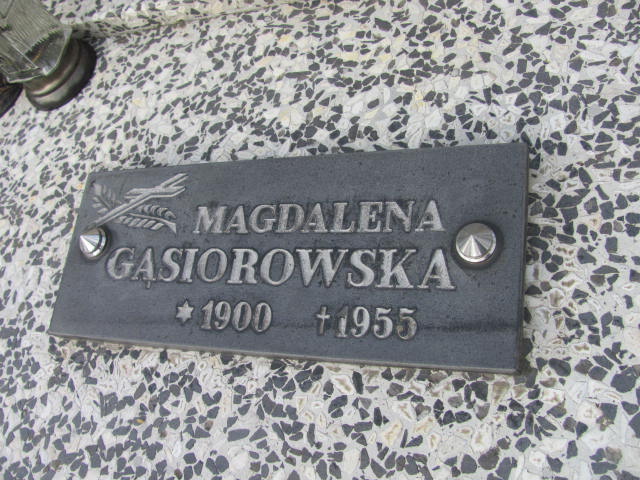 MAGDALENA
GĄSIOROWSKA
* 1900 † 1955